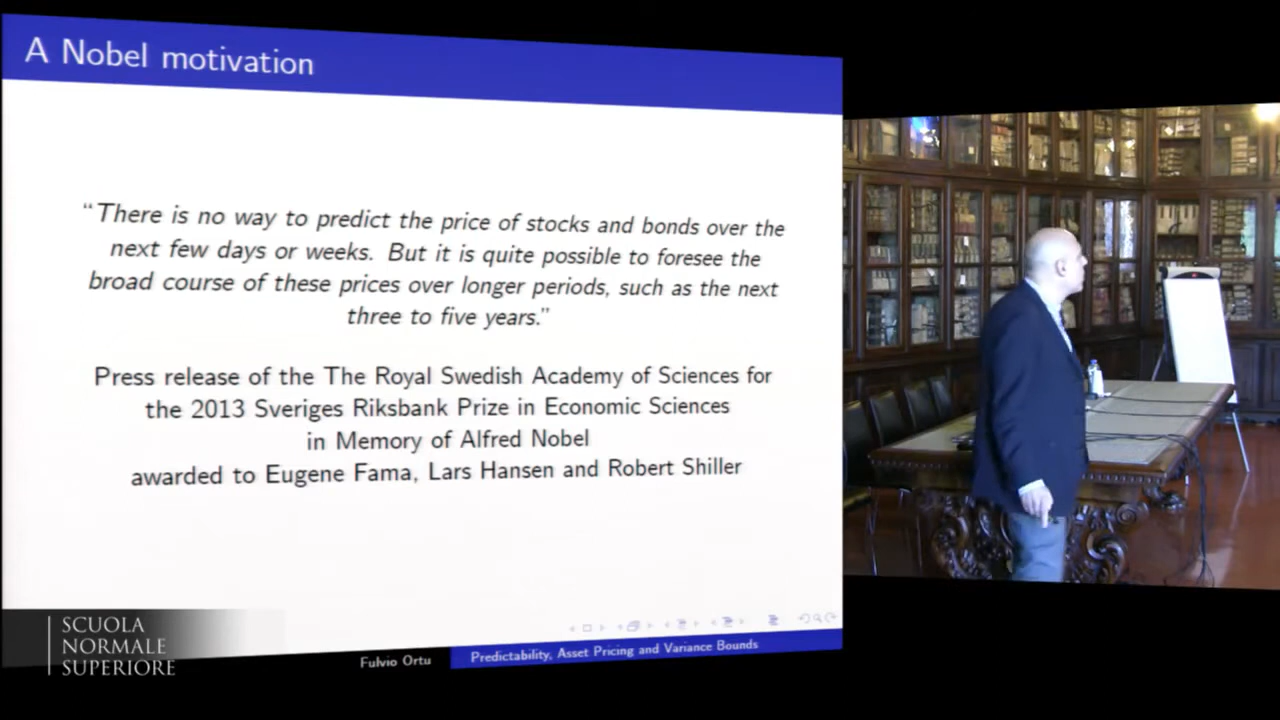 A Nobel motivation
“There is no way to predict the price of stocks and bonds over the
next few days or weeks. But it is quite possible to foresee the
broad course of these prices over longer periods, such as the next
three to five years.”
Press release of the The Royal Swedish Academy of Sciences for
the 2013 Sveriges Riksbank Prize in Economic Sciences
in Memory of Alfred Nobel
awarded to Eugene Fama, Lars Hansen and Robert Shiller
SCUOLA
NORMALE
SUPERIORE
Fulvio Ortu
Predictability, Asset Pricing and Variance Bounds